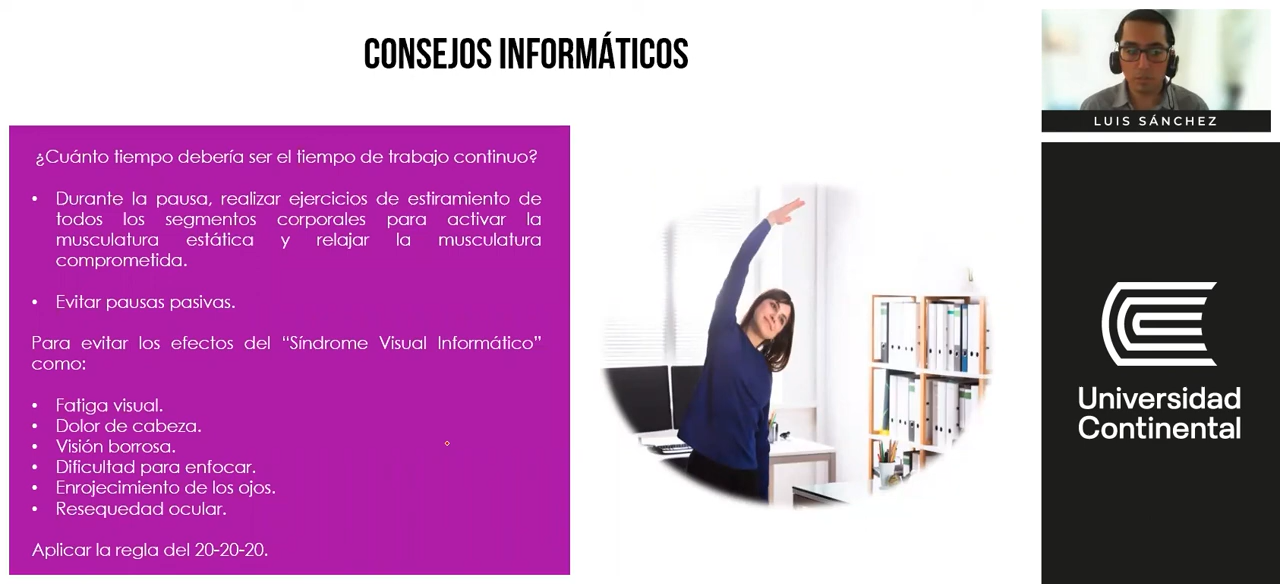 CONSEJOS INFORMÁTICOS
¿Cuánto tiempo debería ser el tiempo de trabajo continuo?
• Durante la pausa, realizar ejercicios de estiramiento de
todos los segmentos corporales para activar la
musculatura estática y relajar la musculatura
comprometida.
• Evitar pausas pasivas.
Para evitar los efectos del “Síndrome Visual Informático”
como:
• Fatiga visual.
• Dolor de cabeza.
• Visión borrosa.
• Dificultad para enfocar.
• Enrojecimiento de los ojos.
• Resequedad ocular.
Aplicar la regla del 20-20-20.
LUIS SÁNCHEZ
Universidad
Continental